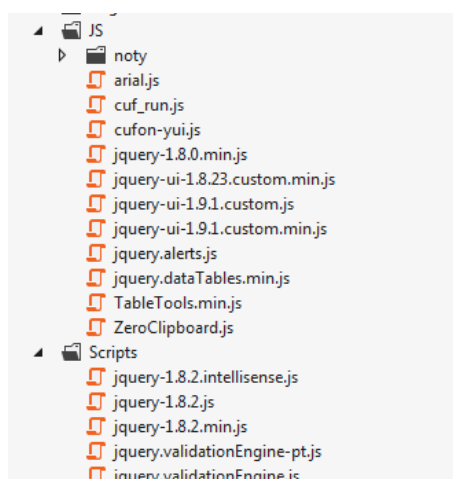 JS
noty
arial.js
cuf_run.js
cufon-yui.js
jquery-1.8.0.min.js
jquery-ui-1.8.23.custom.min.js
jquery-ui-1.9.1.custom.js
jquery-ui-1.9.1.custom.min.js
jquery.alerts.js
jquery.dataTables.min.js
TableTools.min.js
ZeroClipboard.js
Scripts
jquery-1.8.2.intellisense.js
jquery-1.8.2.js
jquery-1.8.2.min.js
jquery.validationEngine-pt.js
jquery.validationEngine.js